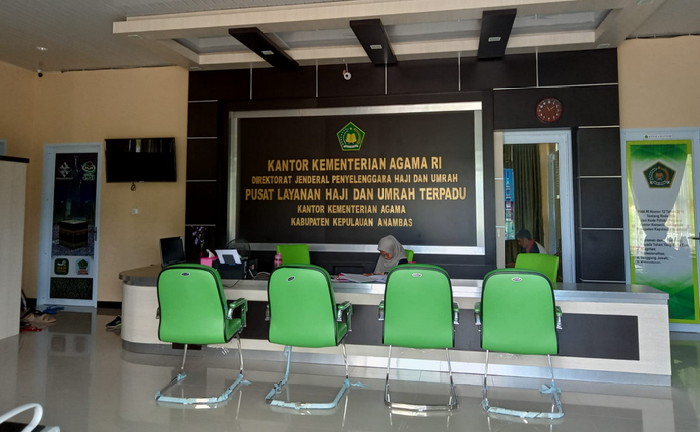 KANTOR KEMENTERIAN AGAMA RI
DIREKTORAT JENDERAL PENYELENGGARA HAJI DAN UMRAH
PUSAT LAYANAN HAJI DAN UMRAH TERPADU
KANTOR KEMENTERIAN AGAMA
KABUPATEN KEPULAUAN ANAMBAS